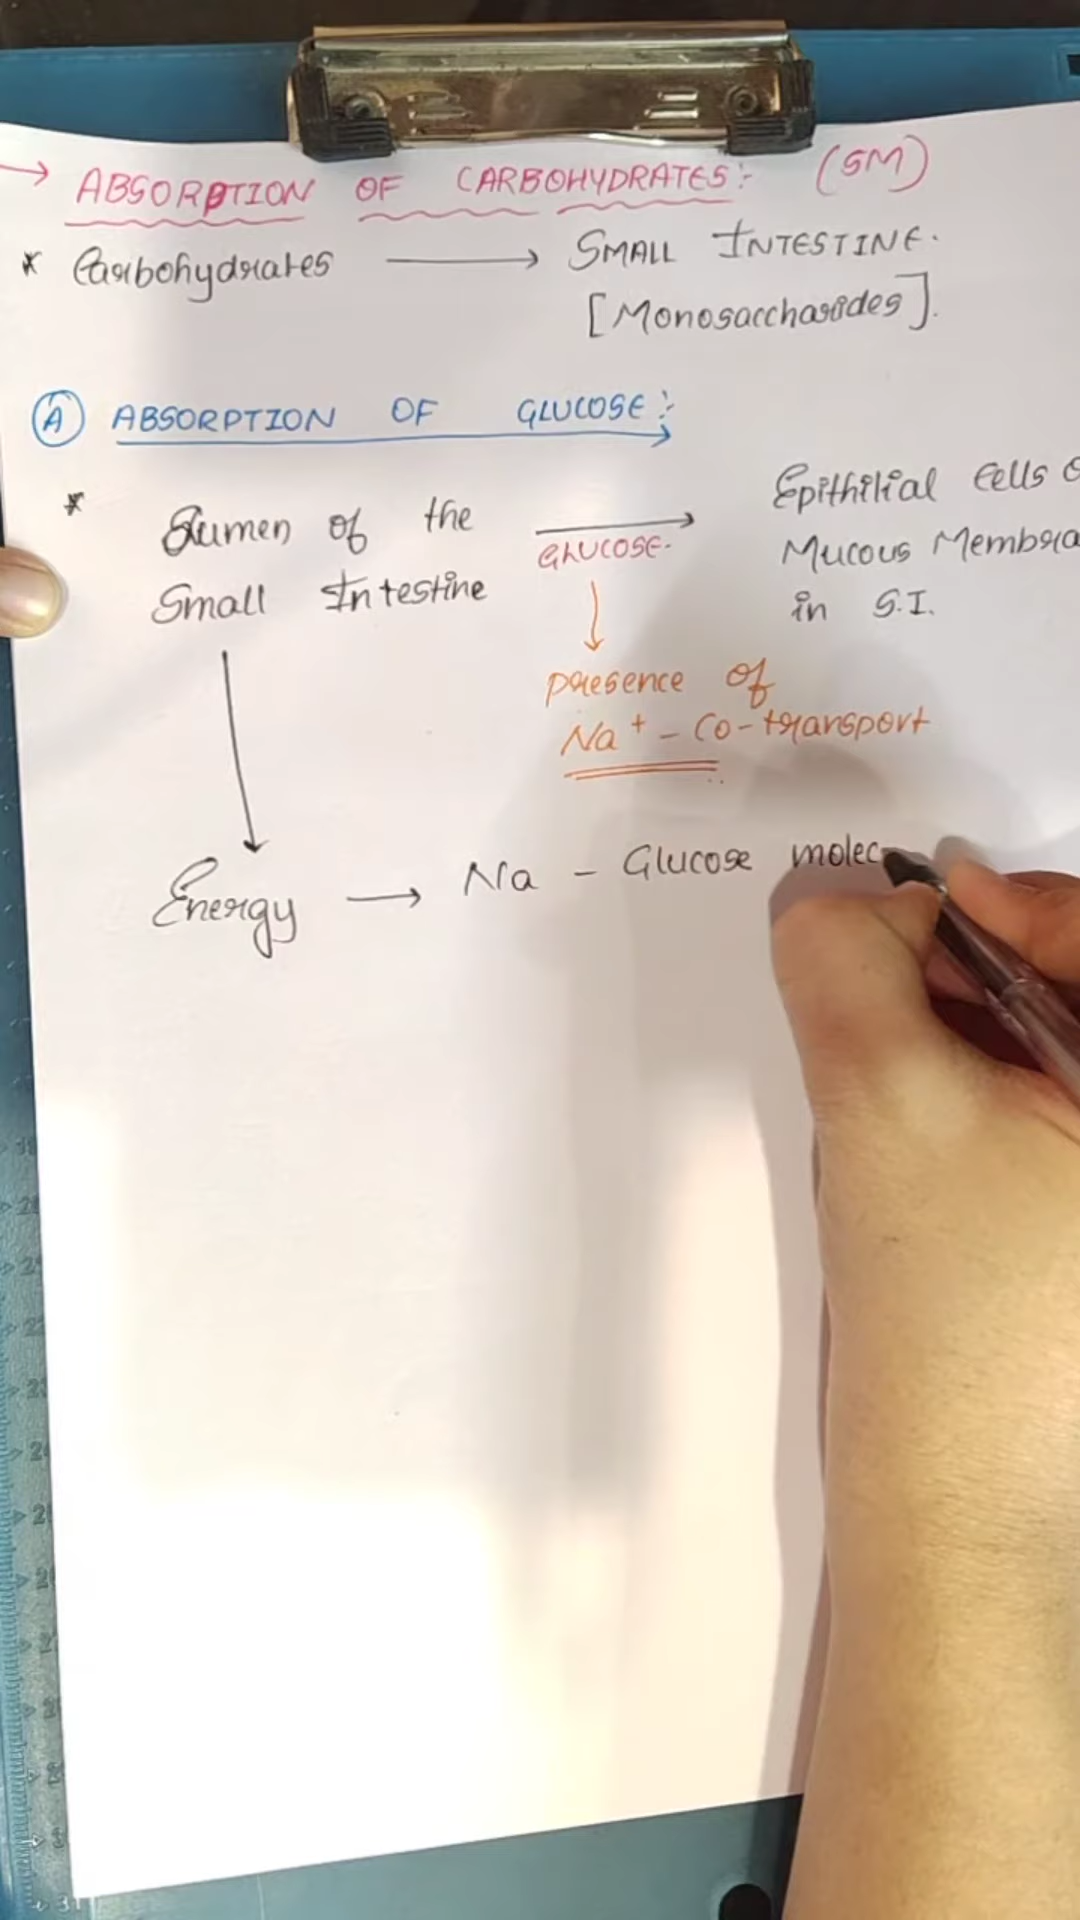 → ABSORPTION OF CARBOHYDRATES:- (5M)
* Carbohydrates → SMALL INTESTINE.
[Monosaccharides].
(A) ABSORPTION OF GLUCOSE:-
* Lumen of the Small Intestine
→ GLUCOSE.
Epithilial Cells
Mucous Membra
in S.I.
↓
presence of
Na+ - Co-transport
↓
Energy → Na - Glucose molec